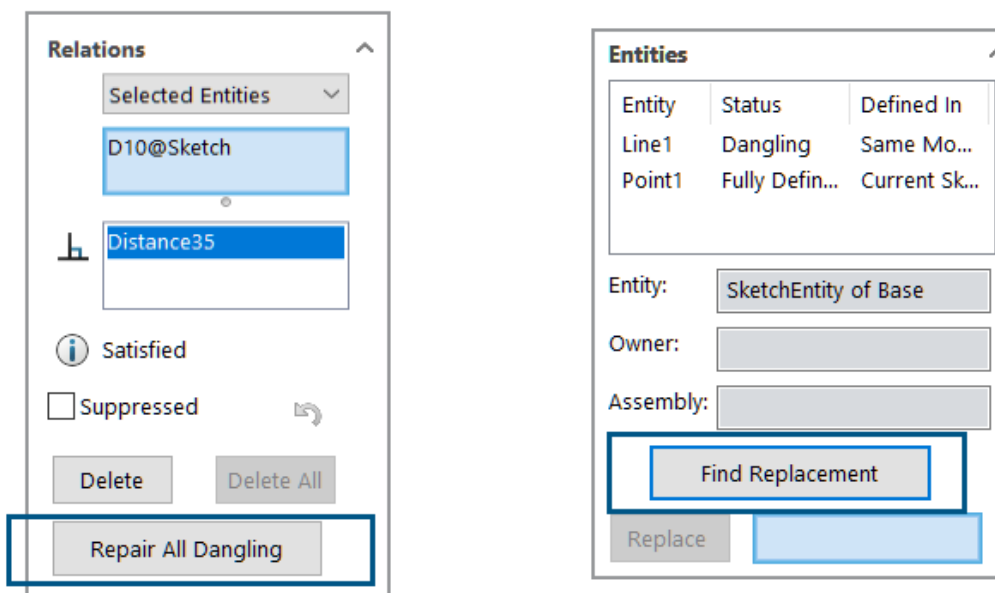 Relations
Selected Entities
D10@Sketch
Distance35
Satisfied
Suppressed
Delete
Delete All
Repair All Dangling
Entities
Entity Status Defined In
Line1 Dangling Same Mo...
Point1 Fully Defin... Current Sk...
Entity: SketchEntity of Base
Owner:
Assembly:
Find Replacement
Replace